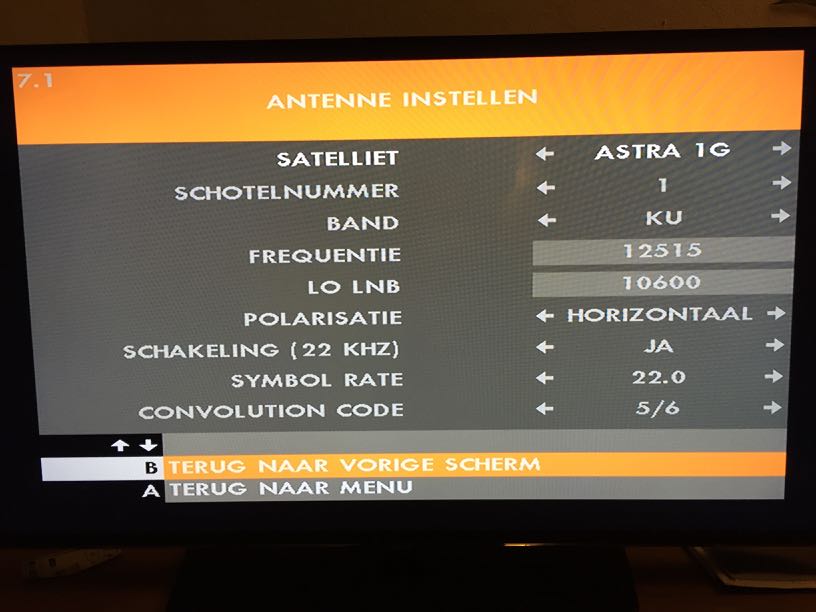 7.1
ANTENNE INSTELLEN
SATELLIET ← ASTRA 1G →
SCHOTELNUMMER ← 1 →
BAND ← KU →
FREQUENTIE 12515
LO LNB 10600
POLARISATIE ← HORIZONTAAL →
SCHAKELING (22 KHZ) ← JA →
SYMBOL RATE ← 22.0 →
CONVOLUTION CODE ← 5/6 →
↑ ↓
B TERUG NAAR VORIGE SCHERM
A TERUG NAAR MENU